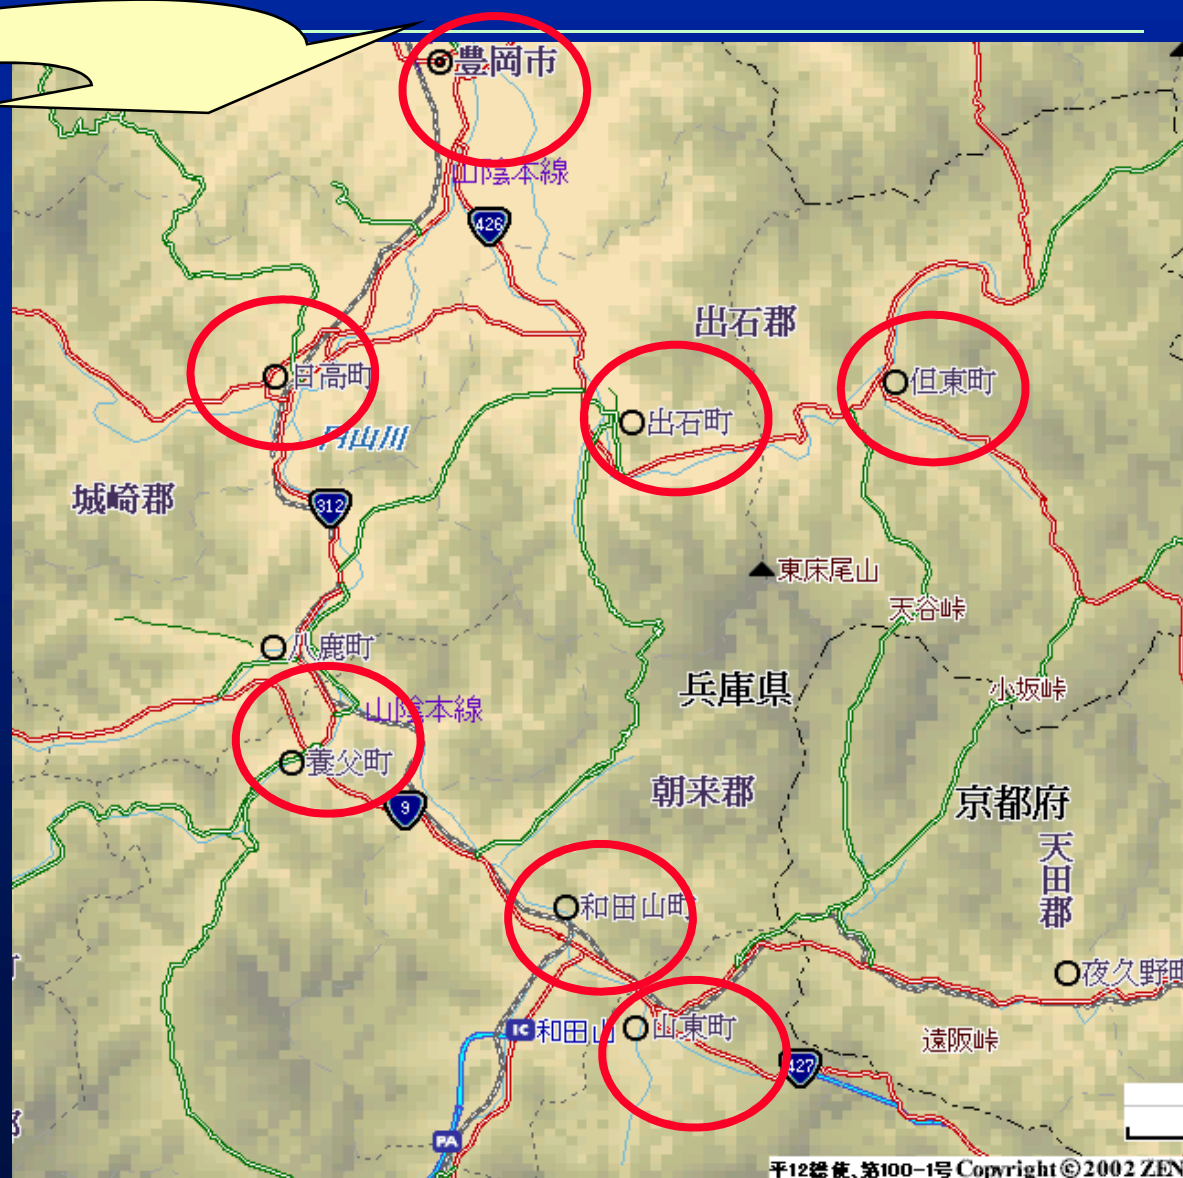 豊岡市
山陰本線
426
出石郡
日高町
但東町
出石町
円山川
城崎郡
312
東床尾山
天谷峠
八鹿町
兵庫県
小坂峠
山陰本線
養父町
朝来郡
京都府
9
天田郡
和田山町
夜久野町
IC 和田山
山東町
遠阪峠
427
PA
平12総使、第100-1号 Copyright © 2002 ZEN